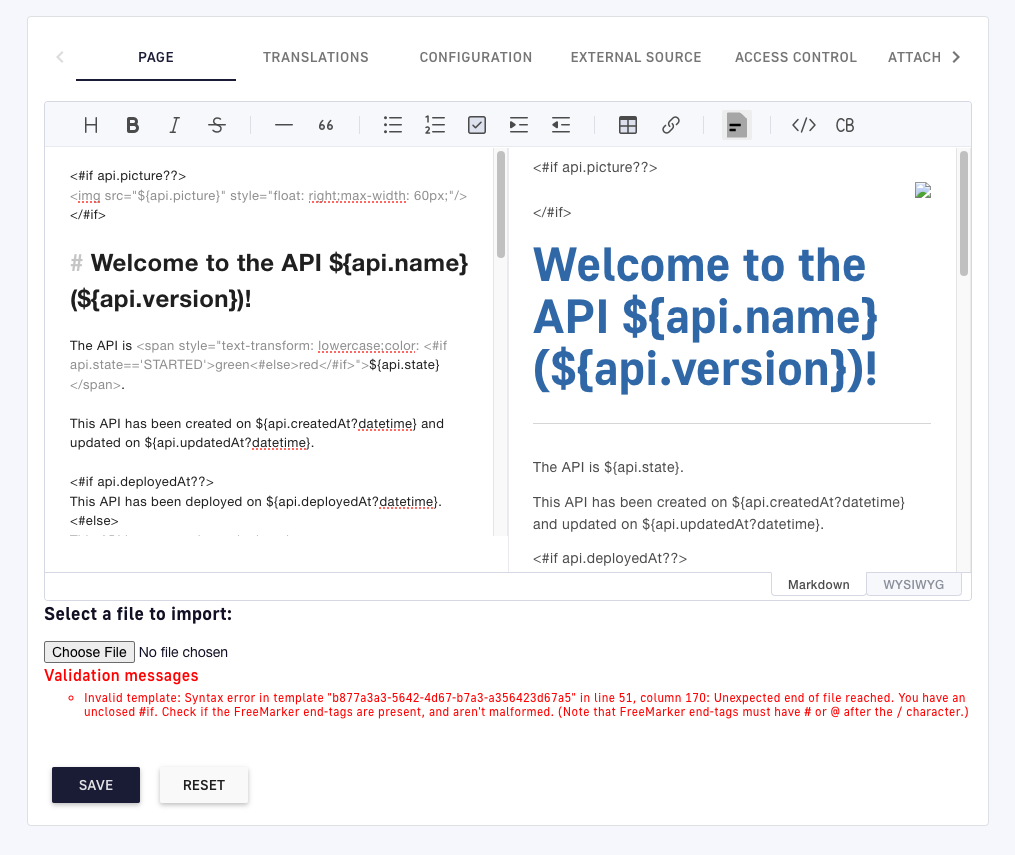 PAGE TRANSLATIONS CONFIGURATION EXTERNAL SOURCE ACCESS CONTROL ATTACH
H B I S 66 </> CB
<#if api.picture??>
<img src="${api.picture}" style="float: right;max-width: 60px;"/>
</#if>
# Welcome to the API ${api.name}
(${api.version})!
The API is <span style="text-transform: lowercase;color: <#if
api.state=='STARTED'>green<#else>red</#if>">${api.state}
</span>.
This API has been created on ${api.createdAt?datetime} and
updated on ${api.updatedAt?datetime}.
<#if api.deployedAt??>
This API has been deployed on ${api.deployedAt?datetime}.
<#else>
<#if api.picture??>
</#if>
Welcome to the
API ${api.name}
(${api.version})!
The API is ${api.state}.
This API has been created on ${api.createdAt?datetime}
and updated on ${api.updatedAt?datetime}.
<#if api.deployedAt??>
Markdown WYSIWYG
Select a file to import:
Choose File No file chosen
Validation messages
Invalid template: Syntax error in template "b877a3a3-5642-4d67-b7a3-a356423d67a5" in line 51, column 170: Unexpected end of file reached. You have an
unclosed #if. Check if the FreeMarker end-tags are present, and aren't malformed. (Note that FreeMarker end-tags must have # or @ after the / character.)
SAVE RESET